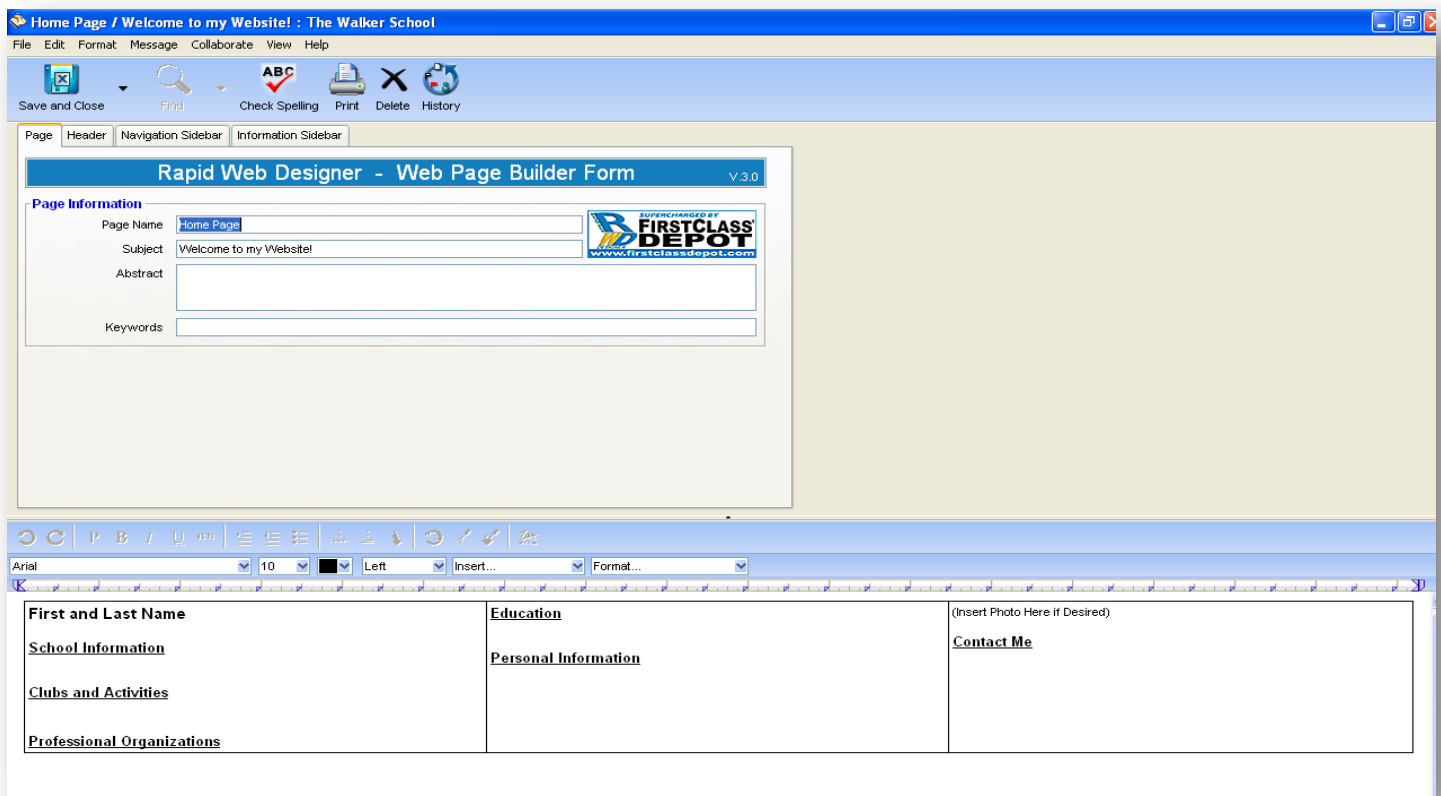 Home Page / Welcome to my Website! : The Walker School
File Edit Format Message Collaborate View Help
ABC
Save and Close Find Check Spelling Print Delete History
Page Header Navigation Sidebar Information Sidebar
Rapid Web Designer - Web Page Builder Form V.3.0
Page Information
Page Name Home Page
Subject Welcome to my Website!
SUPERCHARGED BY
FIRSTCLASS
DEPOT
www.firstclassdepot.com
Abstract
Keywords
P B I U
Arial 10 Left Insert... Format...
First and Last Name
School Information
Clubs and Activities
Professional Organizations
Education
Personal Information
(Insert Photo Here if Desired)
Contact Me